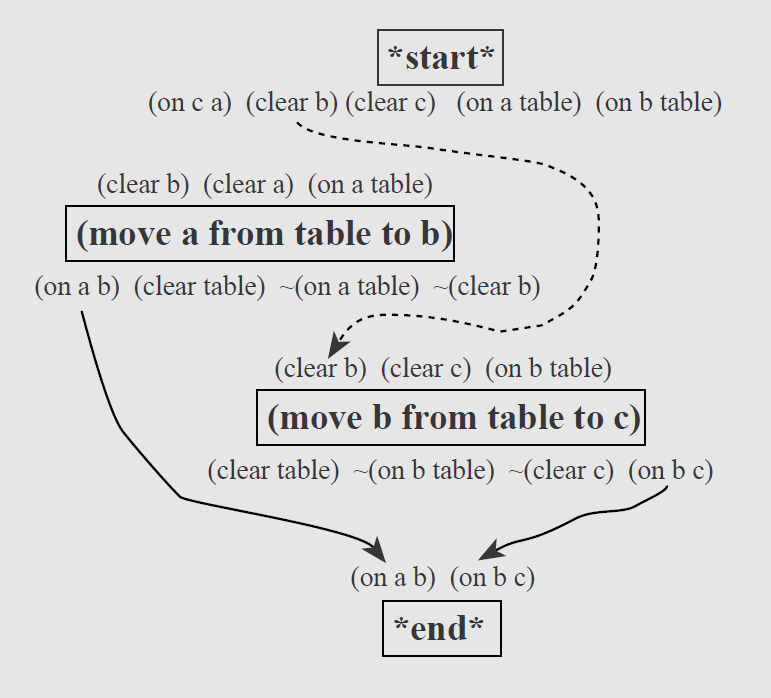 *start*
(on c a) (clear b) (clear c) (on a table) (on b table)
(clear b) (clear a) (on a table)
(move a from table to b)
(on a b) (clear table) ~(on a table) ~(clear b)
(clear b) (clear c) (on b table)
(move b from table to c)
(clear table) ~(on b table) ~(clear c) (on b c)
(on a b) (on b c)
*end*